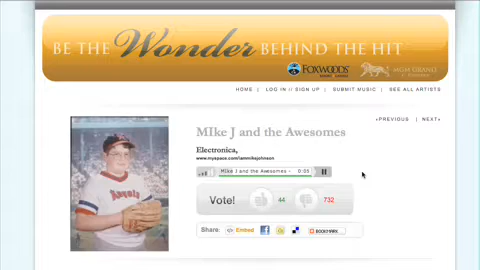 BE THE Wonder BEHIND THE HIT
FOXWOODS
MGM GRAND
HOME | LOG IN // SIGN UP | SUBMIT MUSIC | SEE ALL ARTISTS
«PREVIOUS | NEXT»
MIke J and the Awesomes
Electronica,
www.myspace.com/iammikejohnson
Mike J and the Awesomes - 0:00
Vote! 44 732
Share: Embed BOOKMARK
Angels